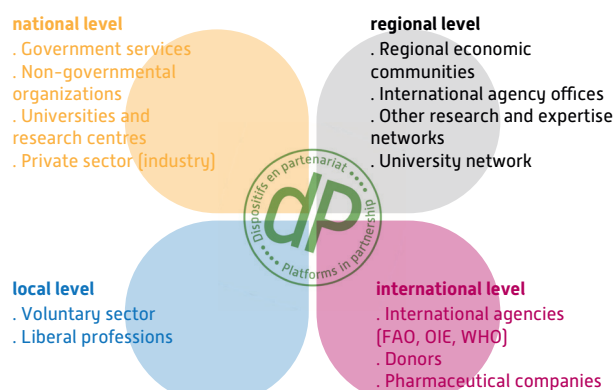 national level
. Government services
. Non-governmental
organizations
. Universities and
research centres
. Private sector (industry)
regional level
. Regional economic
communities
. International agency offices
. Other research and expertise
networks
. University network
Dispositifs en partenariat
dP
Platforms in partnership
local level
. Voluntary sector
. Liberal professions
international level
. International agencies
(FAO, OIE, WHO)
. Donors
. Pharmaceutical companies